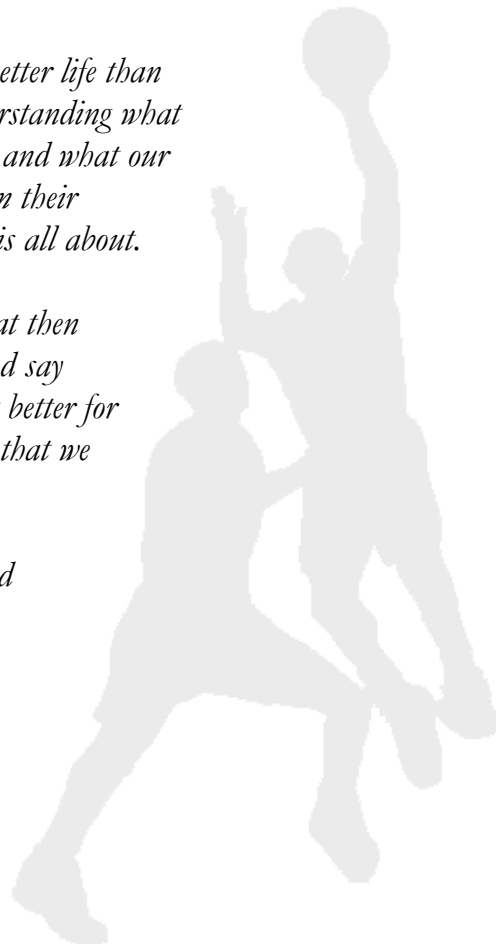 etter life than
rstanding what
and what our
n their
is all about.
at then
d say
better for
that we
d